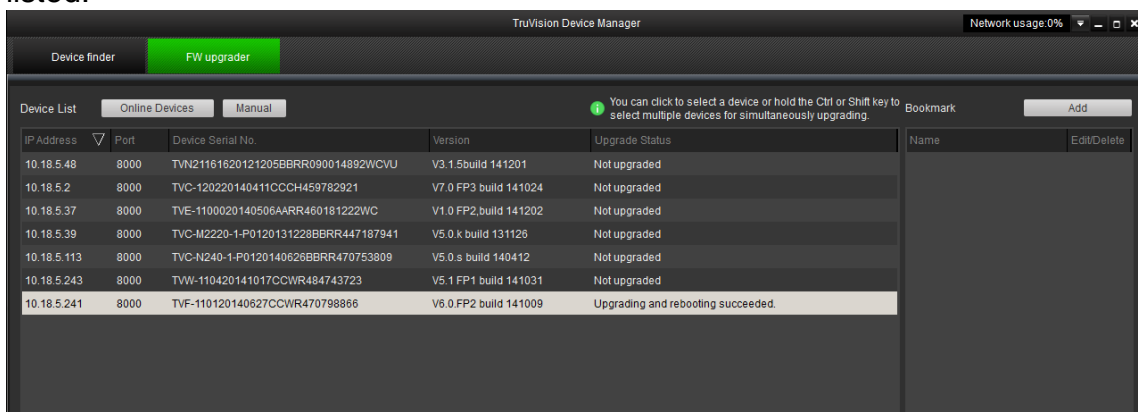 TruVision Device Manager
Network usage:0%
Device finder
FW upgrader
Device List
Online Devices
Manual
You can click to select a device or hold the Ctrl or Shift key to
select multiple devices for simultaneously upgrading.
Bookmark
Add
IP Address Port Device Serial No. Version Upgrade Status
Name Edit/Delete
10.18.5.48 8000 TVN21161620121205BBRR090014892WCVU V3.1.5build 141201 Not upgraded
10.18.5.2 8000 TVC-120220140411CCCH459782921 V7.0 FP3 build 141024 Not upgraded
10.18.5.37 8000 TVE-1100020140506AARR460181222WC V1.0 FP2,build 141202 Not upgraded
10.18.5.39 8000 TVC-M2220-1-P0120131228BBRR447187941 V5.0.k build 131126 Not upgraded
10.18.5.113 8000 TVC-N240-1-P0120140626BBRR470753809 V5.0.s build 140412 Not upgraded
10.18.5.243 8000 TVW-110420141017CCWR484743723 V5.1 FP1 build 141031 Not upgraded
10.18.5.241 8000 TVF-110120140627CCWR470798866 V6.0.FP2 build 141009 Upgrading and rebooting succeeded.